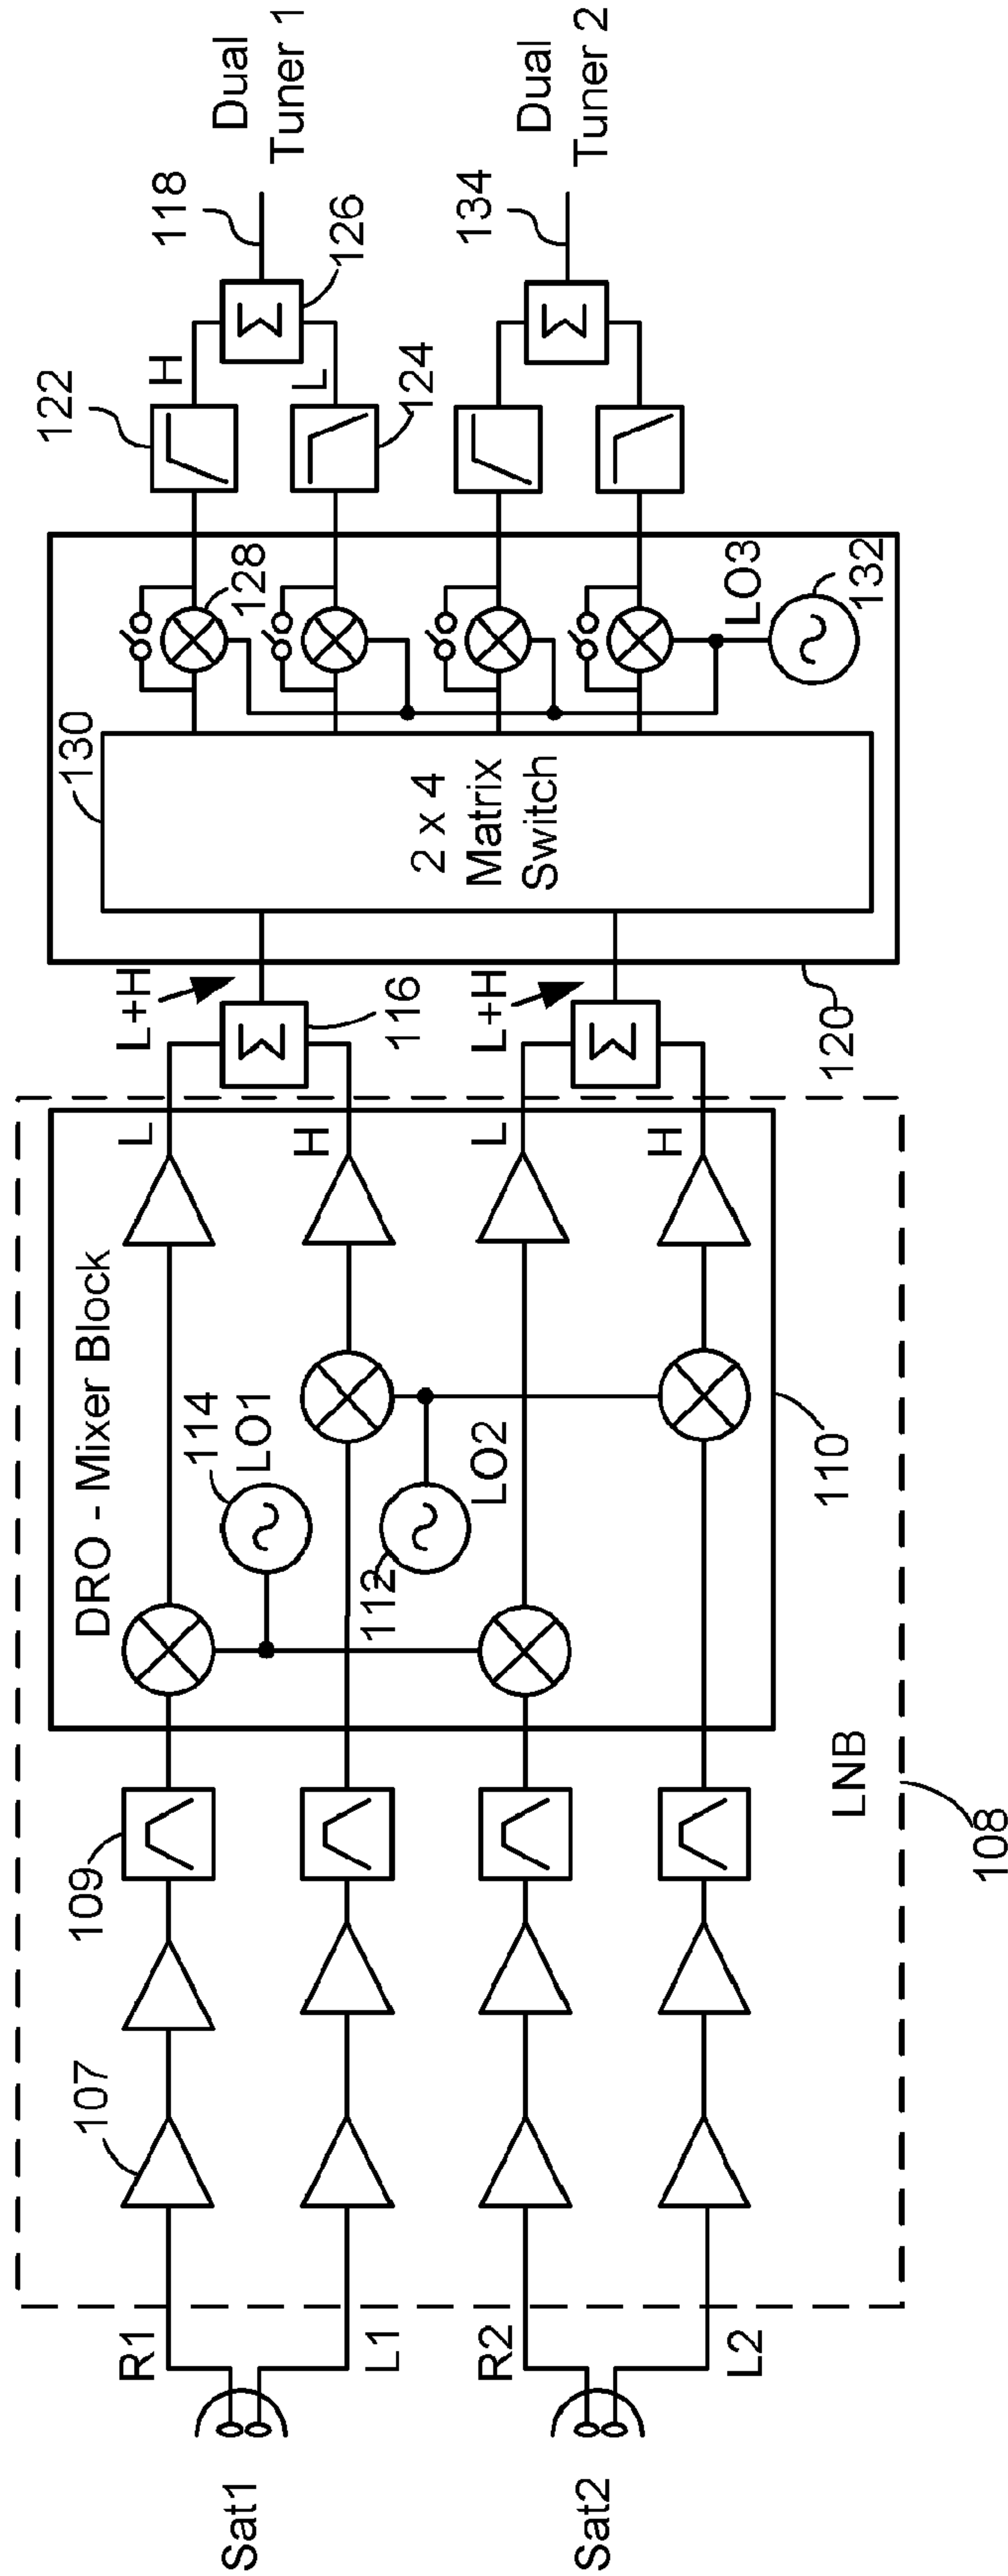 Sat1
R1
L1
Sat2
R2
L2
107
109
LNB
108
DRO - Mixer Block
114
LO1
112
LO2
110
L
H
L
H
L+H
116
L+H
120
130
2 x 4
Matrix
Switch
128
LO3
132
122
H
L
124
118
126
134
Dual
Tuner 1
Dual
Tuner 2